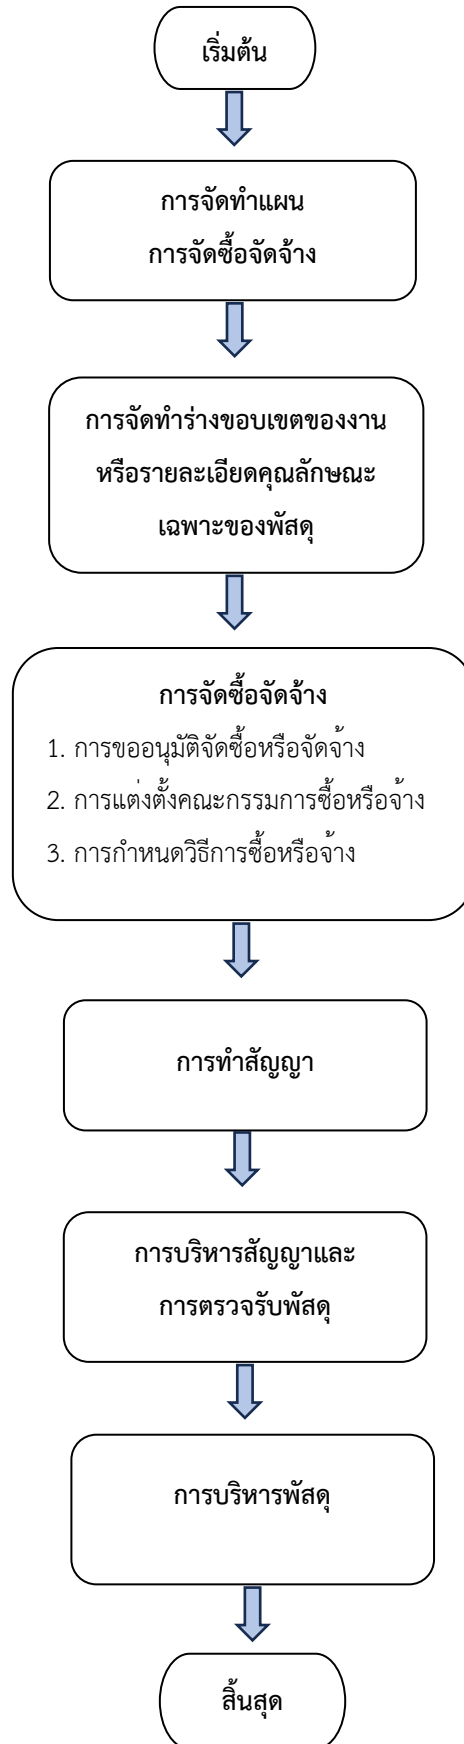 เริ่มต้น
การจัดทำแผน
การจัดซื้อจัดจ้าง
การจัดทำร่างขอบเขตของงาน
หรือรายละเอียดคุณลักษณะ
เฉพาะของพัสดุ
การจัดซื้อจัดจ้าง
1. การขออนุมัติจัดซื้อหรือจัดจ้าง
2. การแต่งตั้งคณะกรรมการซื้อหรือจ้าง
3. การกำหนดวิธีการซื้อหรือจ้าง
การทำสัญญา
การบริหารสัญญาและ
การตรวจรับพัสดุ
การบริหารพัสดุ
สิ้นสุด